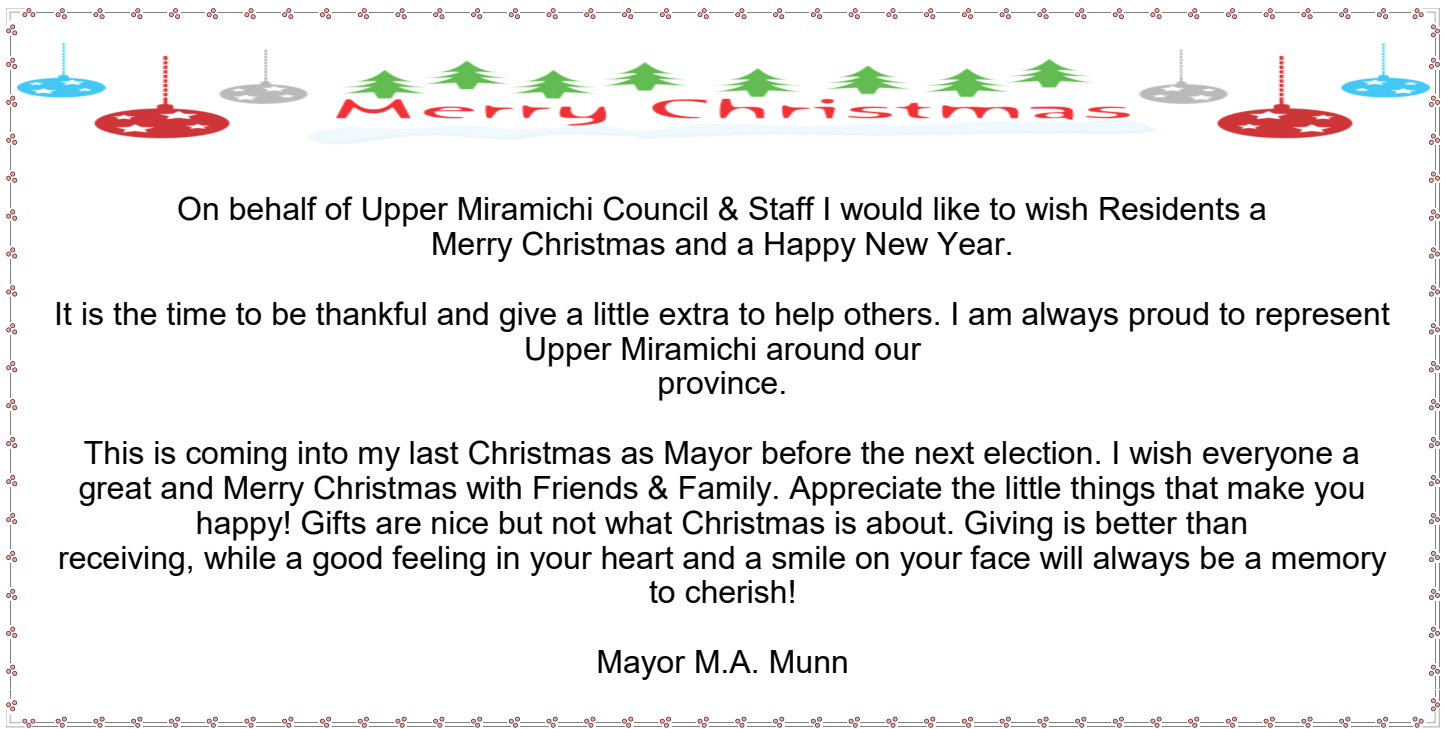 Merry Christmas
On behalf of Upper Miramichi Council & Staff I would like to wish Residents a
Merry Christmas and a Happy New Year.
It is the time to be thankful and give a little extra to help others. I am always proud to represent
Upper Miramichi around our
province.
This is coming into my last Christmas as Mayor before the next election. I wish everyone a
great and Merry Christmas with Friends & Family. Appreciate the little things that make you
happy! Gifts are nice but not what Christmas is about. Giving is better than
receiving, while a good feeling in your heart and a smile on your face will always be a memory
to cherish!
Mayor M.A. Munn